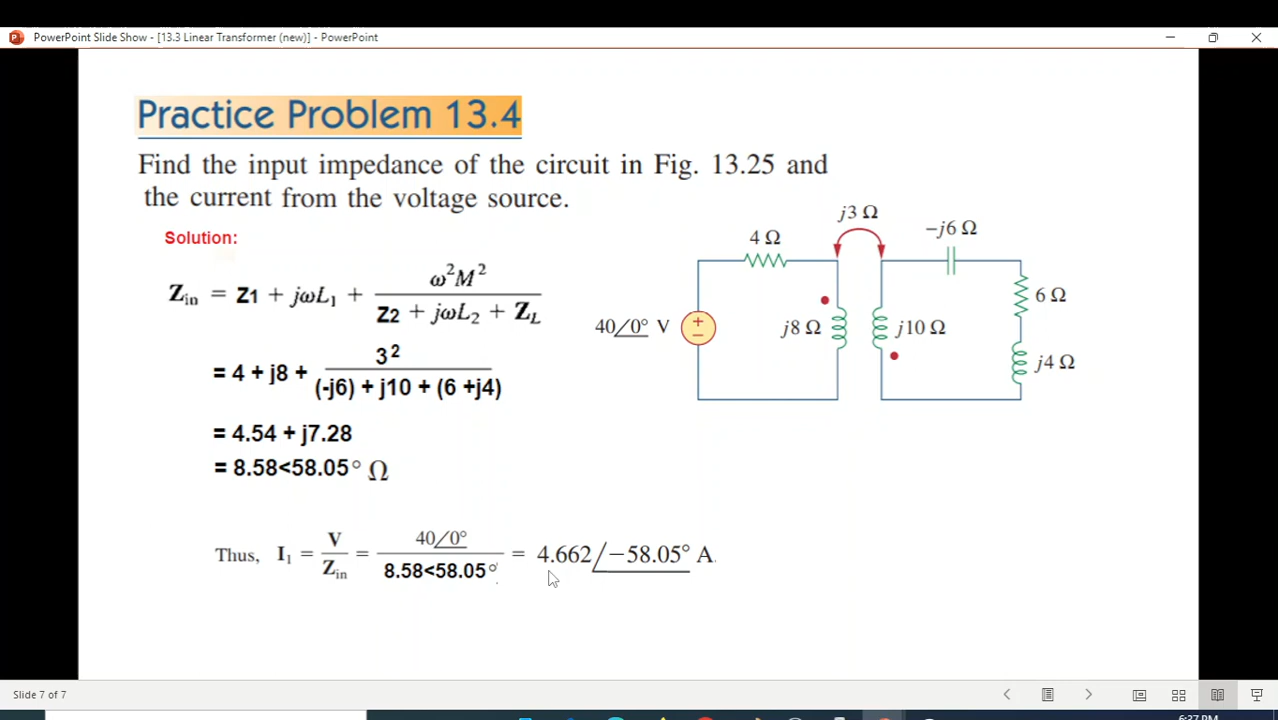 PowerPoint Slide Show - [13.3 Linear Transformer (new)] - PowerPoint
Practice Problem 13.4
Find the input impedance of the circuit in Fig. 13.25 and
the current from the voltage source.
Solution:
Zin = Z1 + jωL1 + ω²M² / (Z2 + jωL2 + ZL)
= 4 + j8 + 3² / ((-j6) + j10 + (6 +j4))
= 4.54 + j7.28
= 8.58<58.05° Ω
Thus, I1 = V / Zin = 40∠0° / 8.58<58.05° = 4.662∠−58.05° A.
j3 Ω
4 Ω
−j6 Ω
6 Ω
40∠0° V
+
−
j8 Ω
j10 Ω
j4 Ω
Slide 7 of 7
6:37 PM